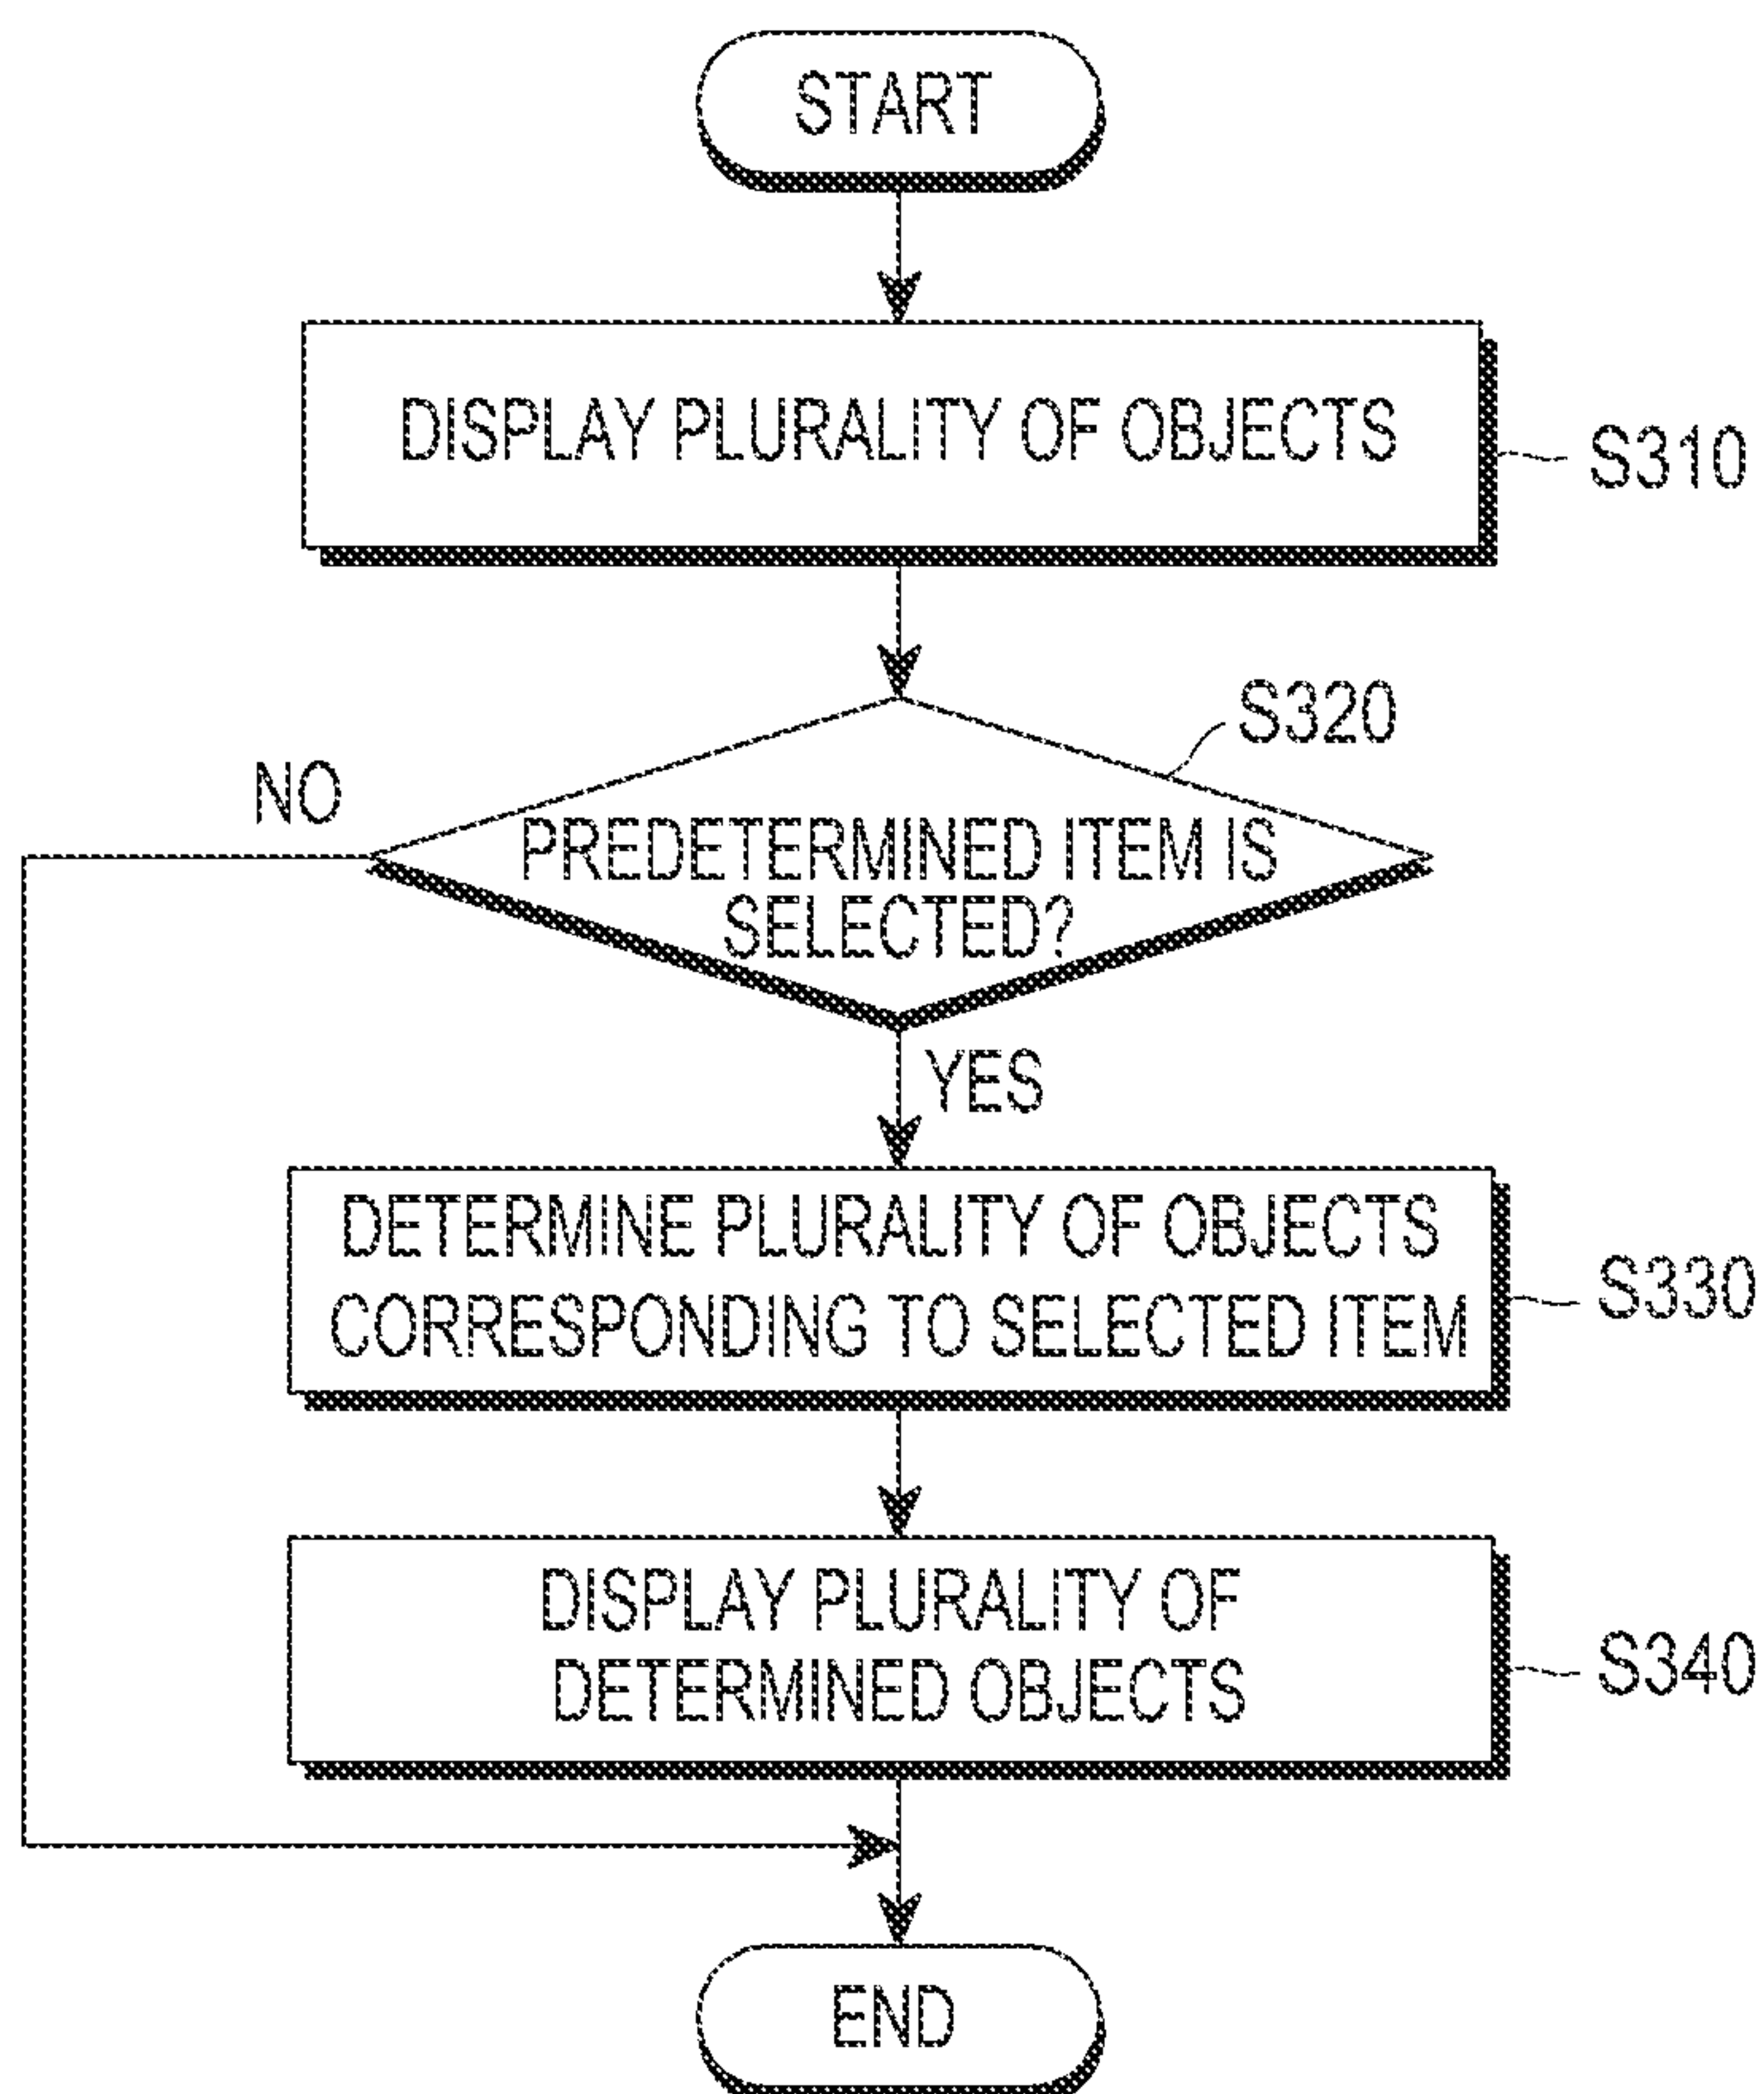 START
DISPLAY PLURALITY OF OBJECTS
S310
S320
NO
PREDETERMINED ITEM IS
SELECTED?
YES
DETERMINE PLURALITY OF OBJECTS
CORRESPONDING TO SELECTED ITEM
S330
DISPLAY PLURALITY OF
DETERMINED OBJECTS
S340
END